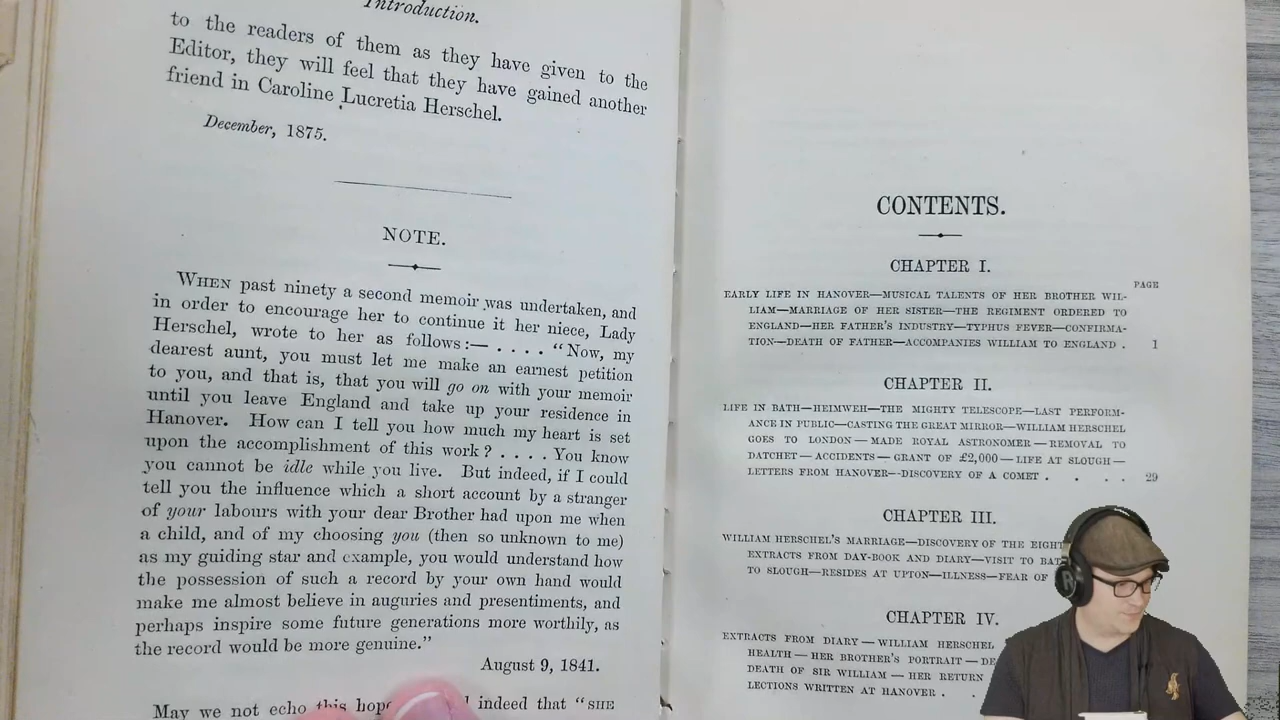 Introduction.
to the readers of them as they have given to the
Editor, they will feel that they have gained another
friend in Caroline Lucretia Herschel.
December, 1875.
NOTE.
WHEN past ninety a second memoir was undertaken, and
in order to encourage her to continue it her niece, Lady
Herschel, wrote to her as follows:— . . . . "Now, my
dearest aunt, you must let me make an earnest petition
to you, and that is, that you will go on with your memoir
until you leave England and take up your residence in
Hanover. How can I tell you how much my heart is set
upon the accomplishment of this work? . . . . You know
you cannot be idle while you live. But indeed, if I could
tell you the influence which a short account by a stranger
of your labours with your dear Brother had upon me when
a child, and of my choosing you (then so unknown to me)
as my guiding star and example, you would understand how
the possession of such a record by your own hand would
make me almost believe in auguries and presentiments, and
perhaps inspire some future generations more worthily, as
the record would be more genuine."
August 9, 1841.
May we not echo this indeed that "SHE
CONTENTS.
CHAPTER I.
PAGE
EARLY LIFE IN HANOVER—MUSICAL TALENTS OF HER BROTHER WIL-
LIAM—MARRIAGE OF HER SISTER—THE REGIMENT ORDERED TO
ENGLAND—HER FATHER'S INDUSTRY—TYPHUS FEVER—CONFIRMA-
TION—DEATH OF FATHER—ACCOMPANIES WILLIAM TO ENGLAND . 1
CHAPTER II.
LIFE IN BATH—HEIMWEH—THE MIGHTY TELESCOPE—LAST PERFORM-
ANCE IN PUBLIC—CASTING THE GREAT MIRROR—WILLIAM HERSCHEL
GOES TO LONDON—MADE ROYAL ASTRONOMER—REMOVAL TO
DATCHET—ACCIDENTS—GRANT OF £2,000—LIFE AT SLOUGH—
LETTERS FROM HANOVER—DISCOVERY OF A COMET . . . . 29
CHAPTER III.
WILLIAM HERSCHEL'S MARRIAGE—DISCOVERY OF THE EIGHT
EXTRACTS FROM DAY-BOOK AND DIARY—VISIT TO BAT
TO SLOUGH—RESIDES AT UPTON—ILLNESS—FEAR OF
CHAPTER IV.
EXTRACTS FROM DIARY—WILLIAM HERSCHEL
HEALTH—HER BROTHER'S PORTRAIT—DE
DEATH OF SIR WILLIAM—HER RETURN
LECTIONS WRITTEN AT HANOVER . .